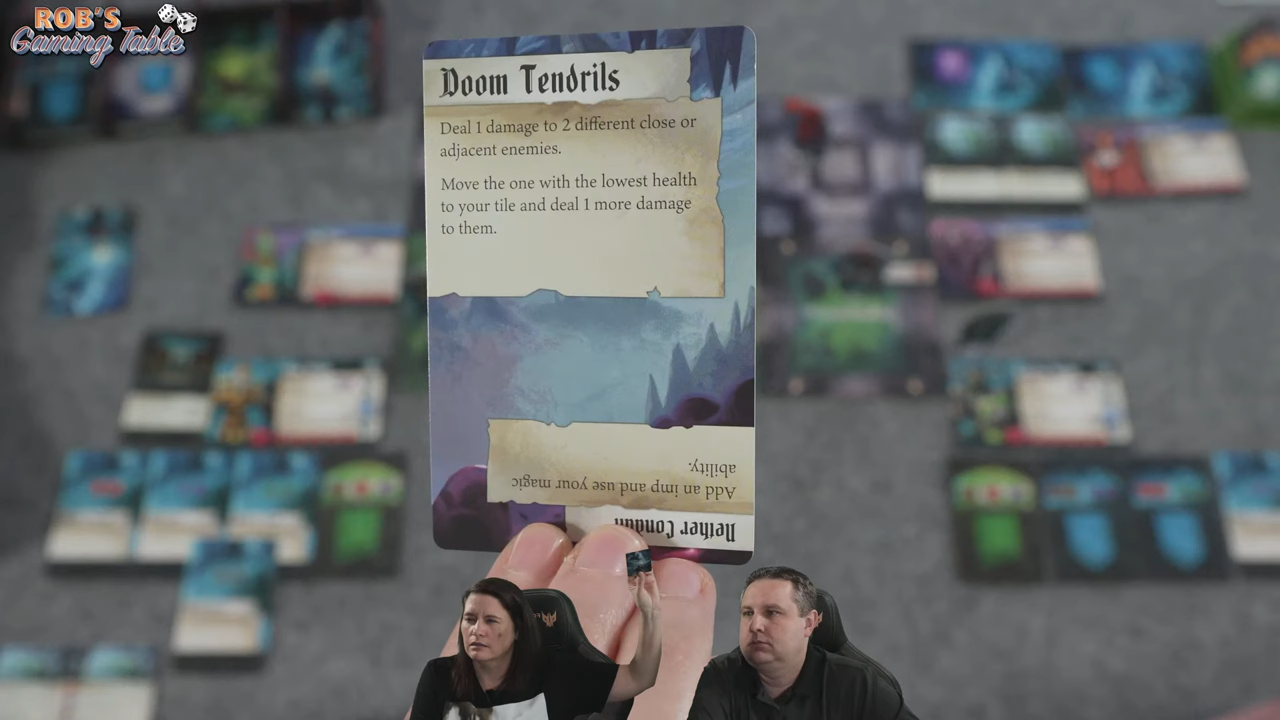 ROB'S
Gaming Table
Doom Tendrils
Deal 1 damage to 2 different close or
adjacent enemies.
Move the one with the lowest health
to your tile and deal 1 more damage
to them.
Add an imp and use your magic
ability.
Nether